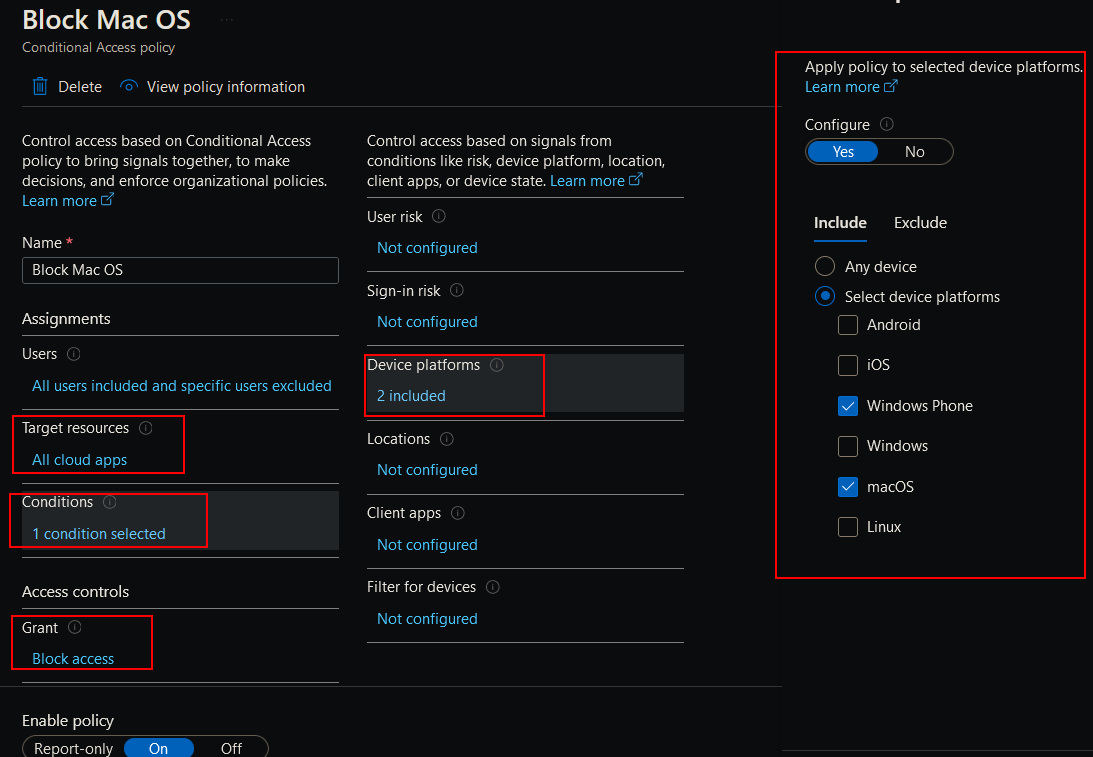 Block Mac OS
...
Conditional Access policy
Delete
View policy information
Control access based on Conditional Access
policy to bring signals together, to make
decisions, and enforce organizational policies.
Learn more
Name *
Block Mac OS
Assignments
Users
All users included and specific users excluded
Target resources
All cloud apps
Conditions
1 condition selected
Access controls
Grant
Block access
Enable policy
Report-only On Off
Control access based on signals from
conditions like risk, device platform, location,
client apps, or device state. Learn more
User risk
Not configured
Sign-in risk
Not configured
Device platforms
2 included
Locations
Not configured
Client apps
Not configured
Filter for devices
Not configured
Apply policy to selected device platforms.
Learn more
Configure
Yes No
Include Exclude
Any device
Select device platforms
Android
iOS
Windows Phone
Windows
macOS
Linux